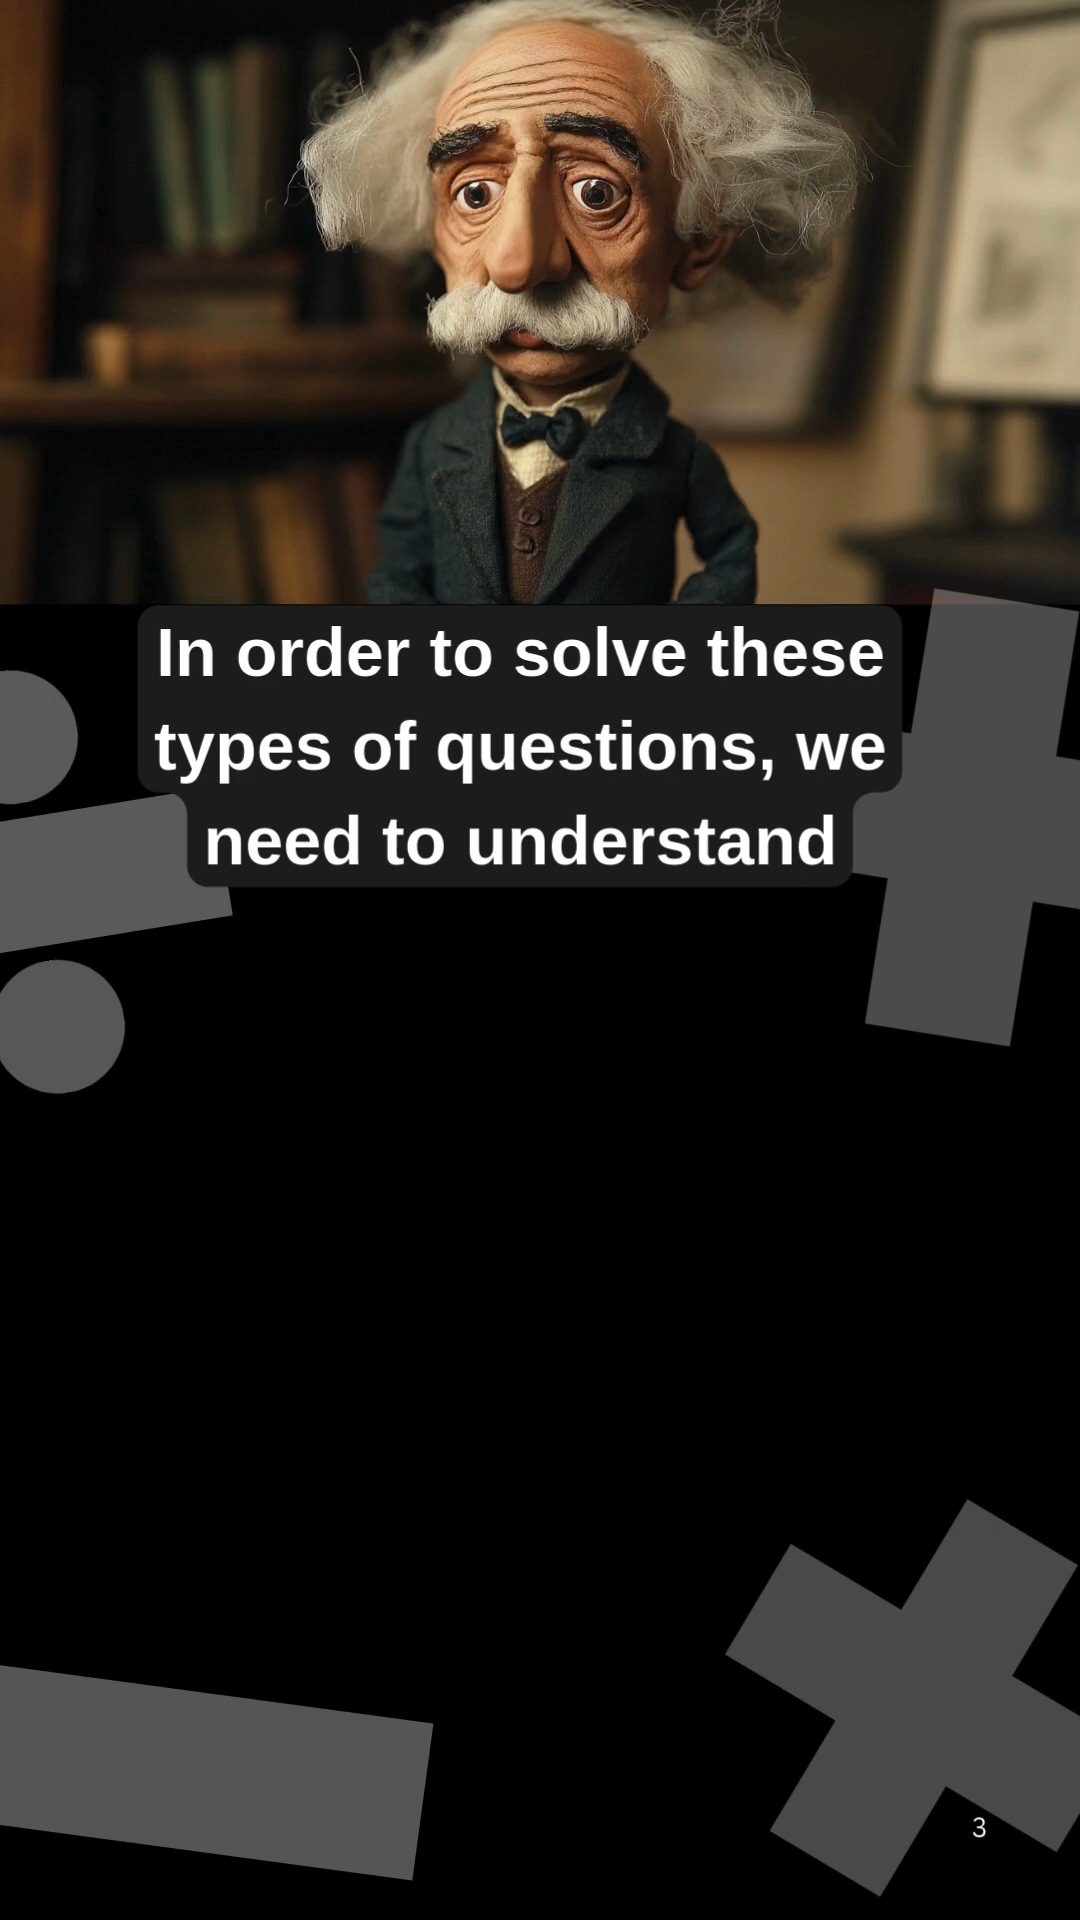 In order to solve these
types of questions, we
need to understand
3